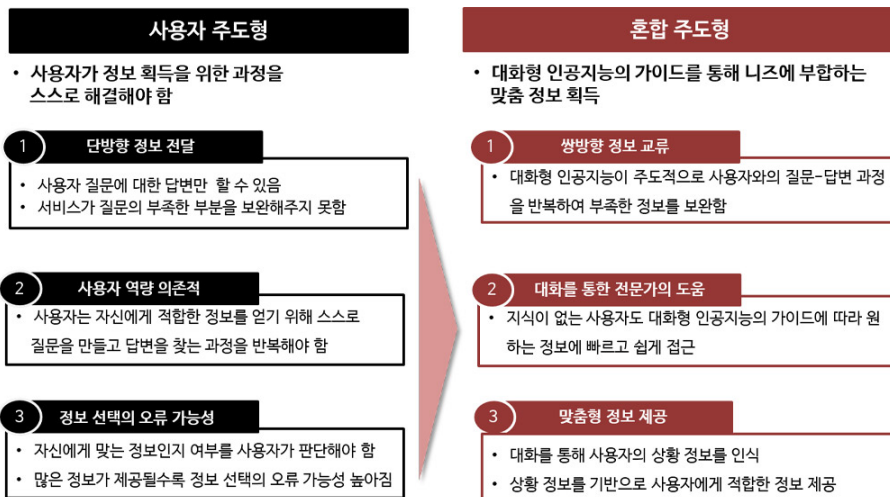 사용자 주도형
• 사용자가 정보 획득을 위한 과정을
스스로 해결해야 함
1 단방향 정보 전달
• 사용자 질문에 대한 답변만 할 수 있음
• 서비스가 질문의 부족한 부분을 보완해주지 못함
2 사용자 역량 의존적
• 사용자는 자신에게 적합한 정보를 얻기 위해 스스로
질문을 만들고 답변을 찾는 과정을 반복해야 함
3 정보 선택의 오류 가능성
• 자신에게 맞는 정보인지 여부를 사용자가 판단해야 함
• 많은 정보가 제공될수록 정보 선택의 오류 가능성 높아짐
혼합 주도형
• 대화형 인공지능의 가이드를 통해 니즈에 부합하는
맞춤 정보 획득
1 쌍방향 정보 교류
• 대화형 인공지능이 주도적으로 사용자와의 질문-답변 과정
을 반복하여 부족한 정보를 보완함
2 대화를 통한 전문가의 도움
• 지식이 없는 사용자도 대화형 인공지능의 가이드에 따라 원
하는 정보에 빠르고 쉽게 접근
3 맞춤형 정보 제공
• 대화를 통해 사용자의 상황 정보를 인식
• 상황 정보를 기반으로 사용자에게 적합한 정보 제공